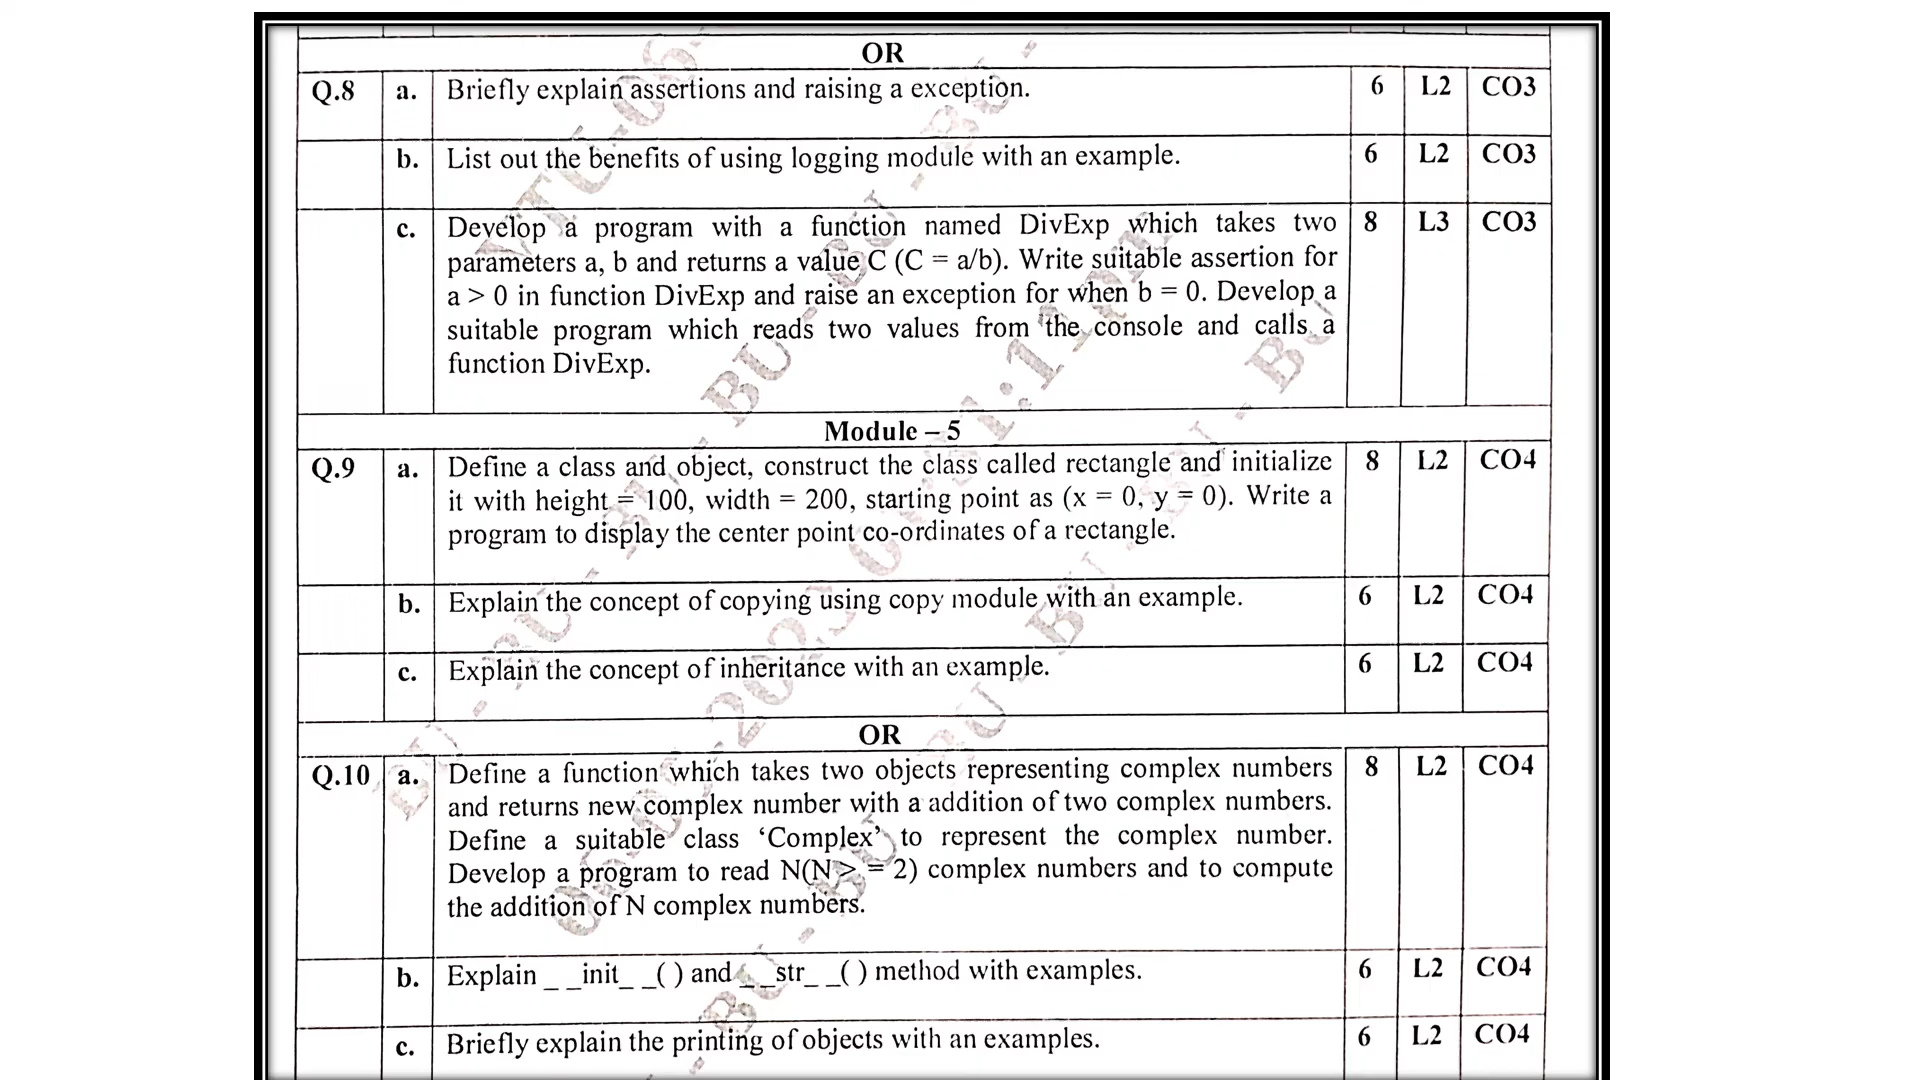 OR
Q.8 a. Briefly explain assertions and raising a exception. 6 L2 CO3
b. List out the benefits of using logging module with an example. 6 L2 CO3
c. Develop a program with a function named DivExp which takes two 8 L3 CO3
parameters a, b and returns a value C (C = a/b). Write suitable assertion for
a > 0 in function DivExp and raise an exception for when b = 0. Develop a
suitable program which reads two values from the console and calls a
function DivExp.
Module – 5
Q.9 a. Define a class and object, construct the class called rectangle and initialize 8 L2 CO4
it with height = 100, width = 200, starting point as (x = 0, y = 0). Write a
program to display the center point co-ordinates of a rectangle.
b. Explain the concept of copying using copy module with an example. 6 L2 CO4
c. Explain the concept of inheritance with an example. 6 L2 CO4
OR
Q.10 a. Define a function which takes two objects representing complex numbers 8 L2 CO4
and returns new complex number with a addition of two complex numbers.
Define a suitable class ‘Complex’ to represent the complex number.
Develop a program to read N(N > = 2) complex numbers and to compute
the addition of N complex numbers.
b. Explain _ _init_ _( ) and _ _str_ _( ) method with examples. 6 L2 CO4
c. Briefly explain the printing of objects with an examples. 6 L2 CO4